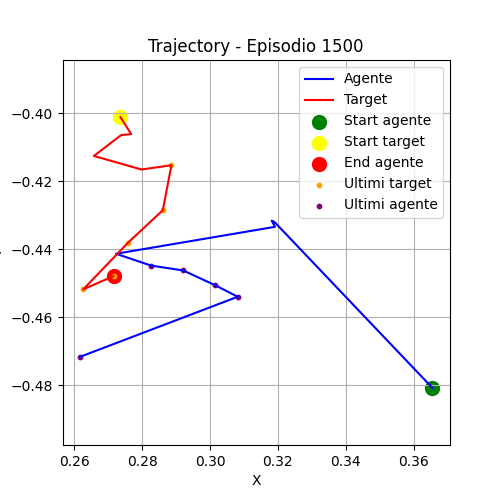 Trajectory - Episodio 1500
Agente
Target
Start agente
Start target
End agente
Ultimi target
Ultimi agente
−0.40
−0.42
−0.44
−0.46
−0.48
0.26 0.28 0.30 0.32 0.34 0.36
X